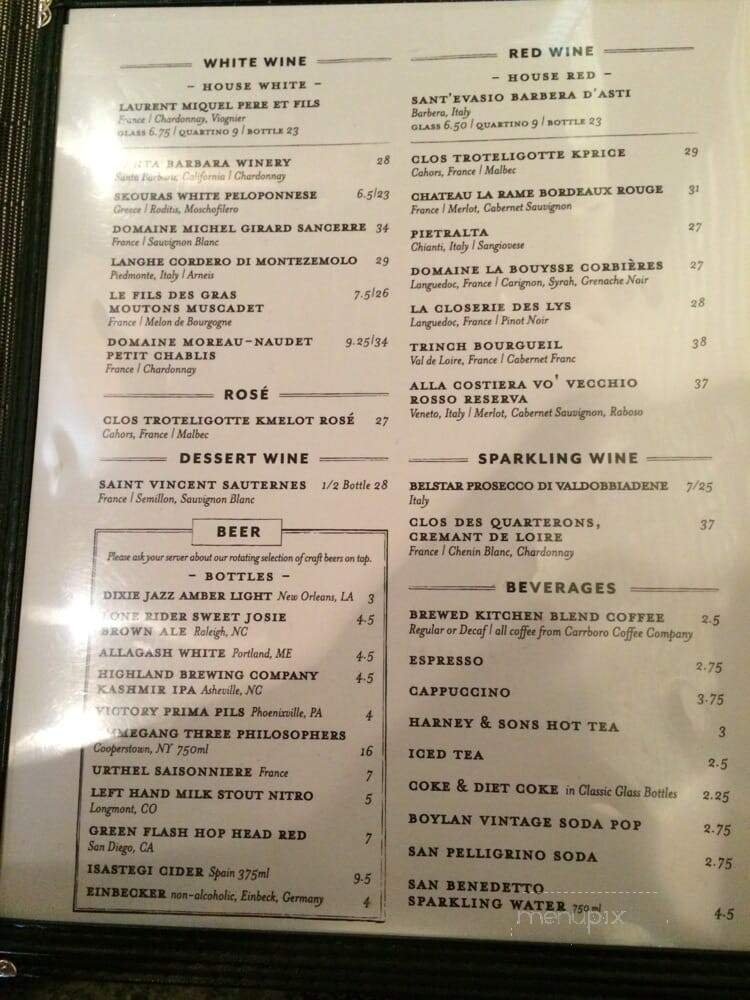 WHITE WINE
– HOUSE WHITE –
LAURENT MIQUEL PERE ET FILS
France / Chardonnay, Viognier
GLASS 6.75 / QUARTINO 9 / BOTTLE 23
BARBARA WINERY 28
Santa Barbara, California / Chardonnay
SKOURAS WHITE PELOPONNESE 6.5/23
Greece / Roditis, Moschofilero
DOMAINE MICHEL GIRARD SANCERRE 34
France / Sauvignon Blanc
LANGHE CORDERO DI MONTEZEMOLO 29
Piedmonte, Italy / Arneis
LE FILS DES GRAS 7.5/26
MOUTONS MUSCADET
France / Melon de Bourgogne
DOMAINE MOREAU-NAUDET 9.25/34
PETIT CHABLIS
France / Chardonnay
ROSÉ
CLOS TROTELIGOTTE KMELOT ROSÉ 27
Cahors, France / Malbec
DESSERT WINE
SAINT VINCENT SAUTERNES 1/2 Bottle 28
France / Semillon, Sauvignon Blanc
BEER
Please ask your server about our rotating selection of craft beers on tap.
– BOTTLES –
DIXIE JAZZ AMBER LIGHT New Orleans, LA 3
LONE RIDER SWEET JOSIE 4.5
BROWN ALE Raleigh, NC
ALLAGASH WHITE Portland, ME 4.5
HIGHLAND BREWING COMPANY 4.5
KASHMIR IPA Asheville, NC
VICTORY PRIMA PILS Phoenixville, PA 4
THREE PHILOSOPHERS
Cooperstown, NY 750ml 16
URTHEL SAISONNIERE France 7
LEFT HAND MILK STOUT NITRO 5
Longmont, CO
GREEN FLASH HOP HEAD RED 7
San Diego, CA
ISASTEGI CIDER Spain 375ml 9.5
EINBECKER non-alcoholic, Einbeck, Germany 4
RED WINE
– HOUSE RED –
SANT'EVASIO BARBERA D'ASTI
Barbera, Italy
GLASS 6.50 / QUARTINO 9 / BOTTLE 23
CLOS TROTELIGOTTE KPRICE 29
Cahors, France / Malbec
CHATEAU LA RAME BORDEAUX ROUGE 31
France / Merlot, Cabernet Sauvignon
PIETRALTA 27
Chianti, Italy / Sangiovese
DOMAINE LA BOUYSSE CORBIÈRES 27
Languedoc, France / Carignon, Syrah, Grenache Noir
LA CLOSERIE DES LYS 28
Languedoc, France / Pinot Noir
TRINCH BOURGUEIL 38
Val de Loire, France / Cabernet Franc
ALLA COSTIERA VO' VECCHIO 37
ROSSO RESERVA
Veneto, Italy / Merlot, Cabernet Sauvignon, Raboso
SPARKLING WINE
BELSTAR PROSECCO DI VALDOBBIADENE 7/25
Italy
CLOS DES QUARTERONS, 37
CREMANT DE LOIRE
France / Chenin Blanc, Chardonnay
BEVERAGES
BREWED KITCHEN BLEND COFFEE 2.5
Regular or Decaf / all coffee from Carrboro Coffee Company
ESPRESSO 2.75
CAPPUCCINO 3.75
HARNEY & SONS HOT TEA 3
ICED TEA 2.5
COKE & DIET COKE in Classic Glass Bottles 2.25
BOYLAN VINTAGE SODA POP 2.75
SAN PELLIGRINO SODA 2.75
SAN BENEDETTO
SPARKLING WATER 750 ml 4.5
menupix